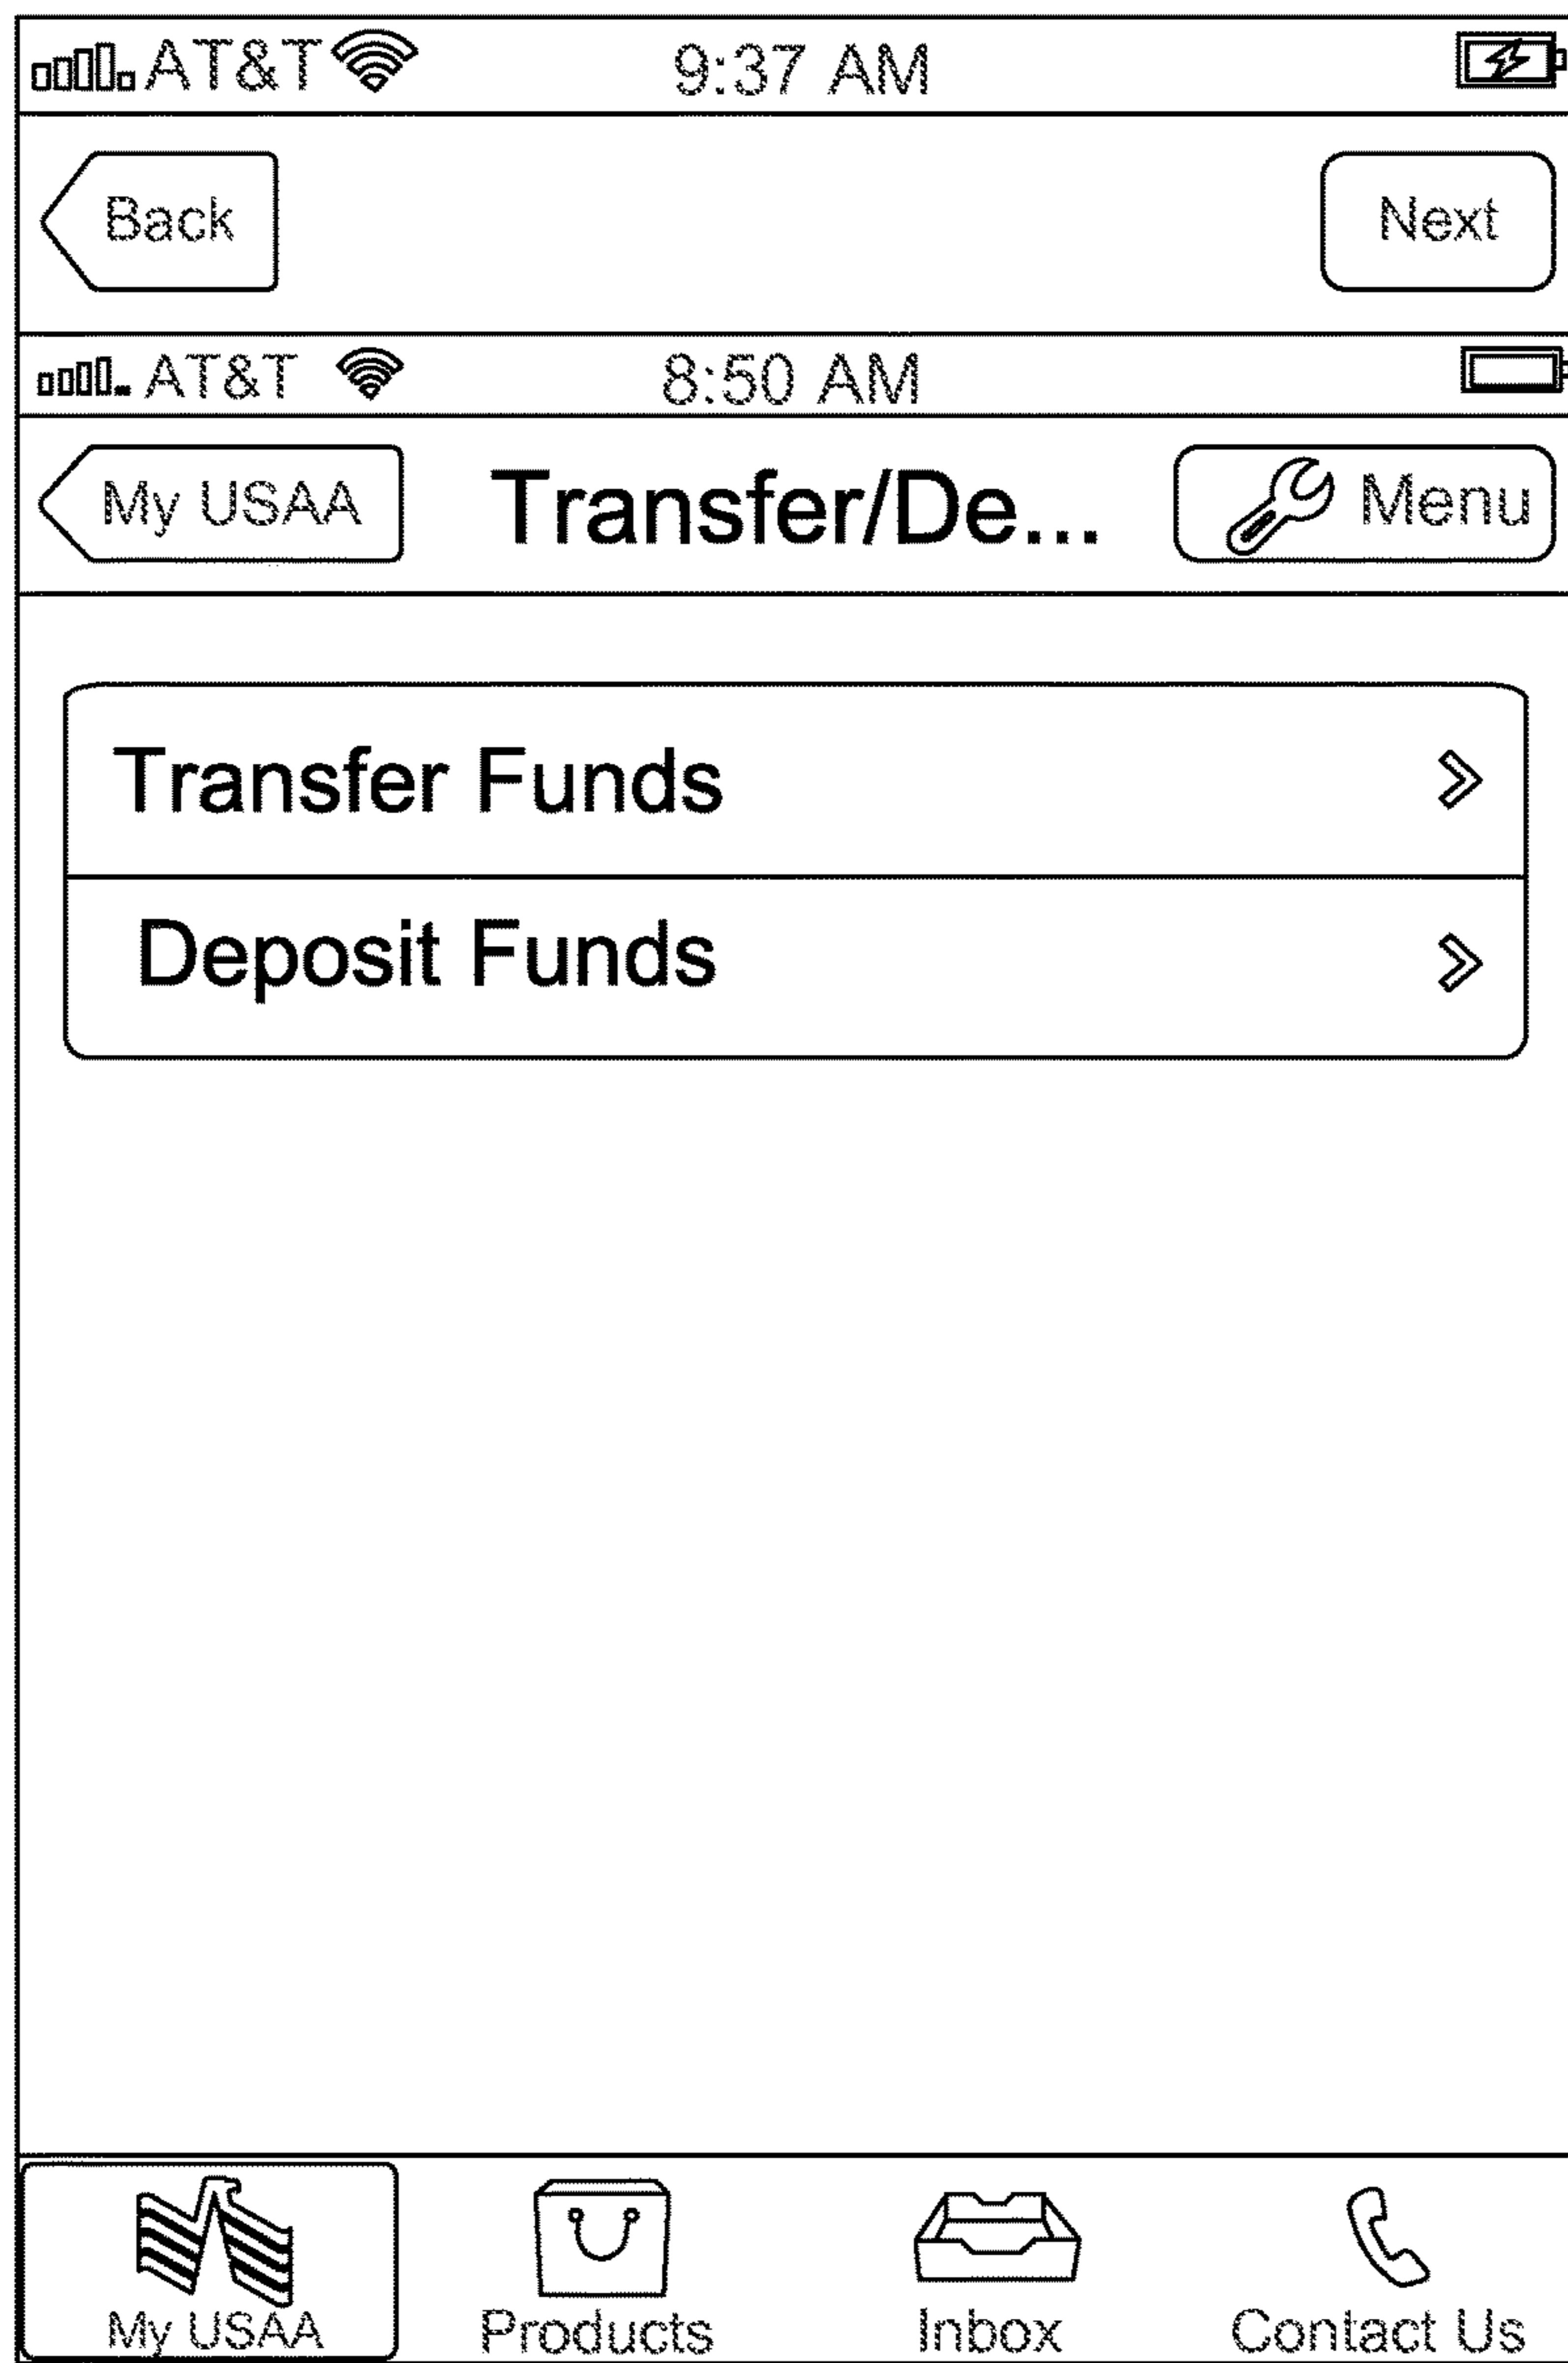 AT&T 9:37 AM
Back Next
AT&T 8:50 AM
My USAA Transfer/De... Menu
Transfer Funds
Deposit Funds
My USAA Products Inbox Contact Us